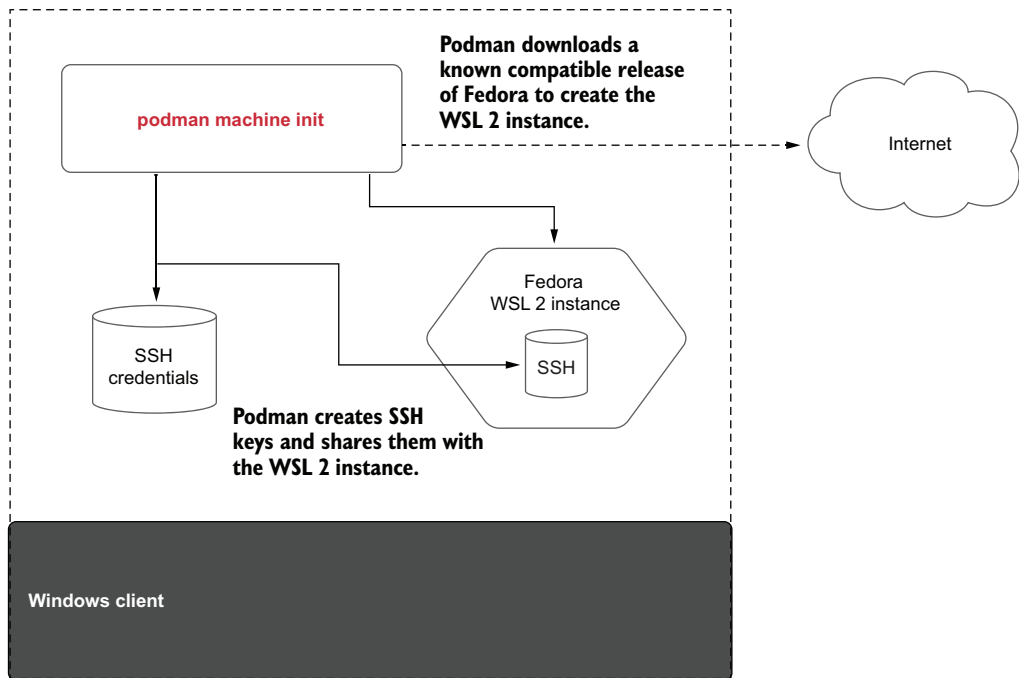 Podman downloads a
known compatible release
of Fedora to create the
WSL 2 instance.
podman machine init
Internet
Fedora
WSL 2 instance
SSH
SSH
credentials
Podman creates SSH
keys and shares them with
the WSL 2 instance.
Windows client